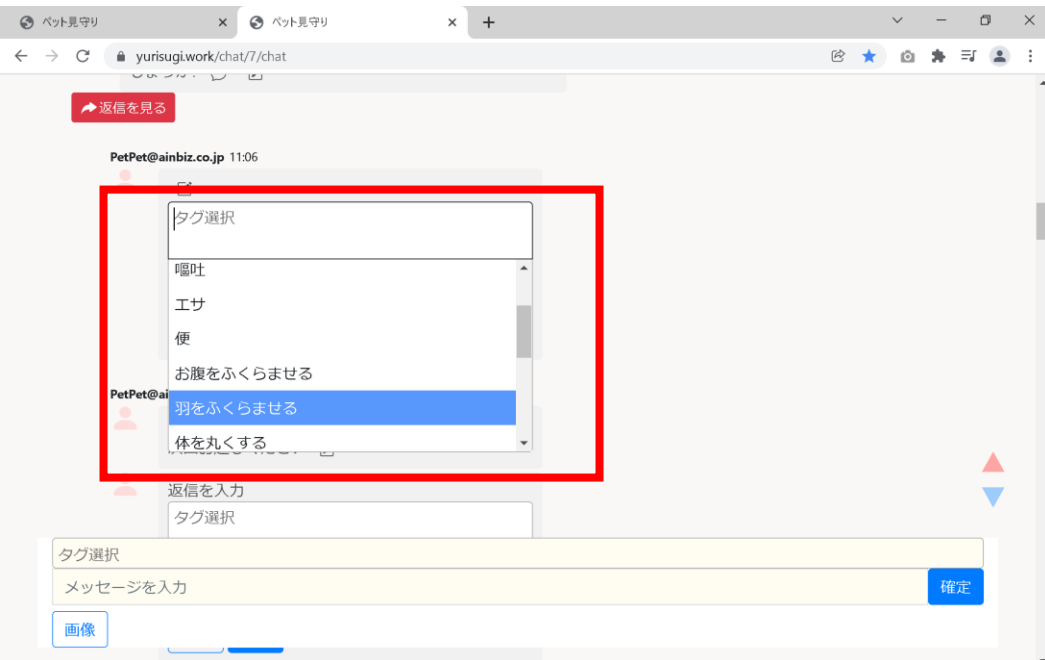 ペット見守り
ペット見守り
yurisugi.work/chat/7/chat
返信を見る
PetPet@ainbiz.co.jp 11:06
タグ選択
嘔吐
エサ
便
お腹をふくらませる
PetPet@ai
羽をふくらませる
体を丸くする
返信を入力
タグ選択
タグ選択
メッセージを入力
確定
画像